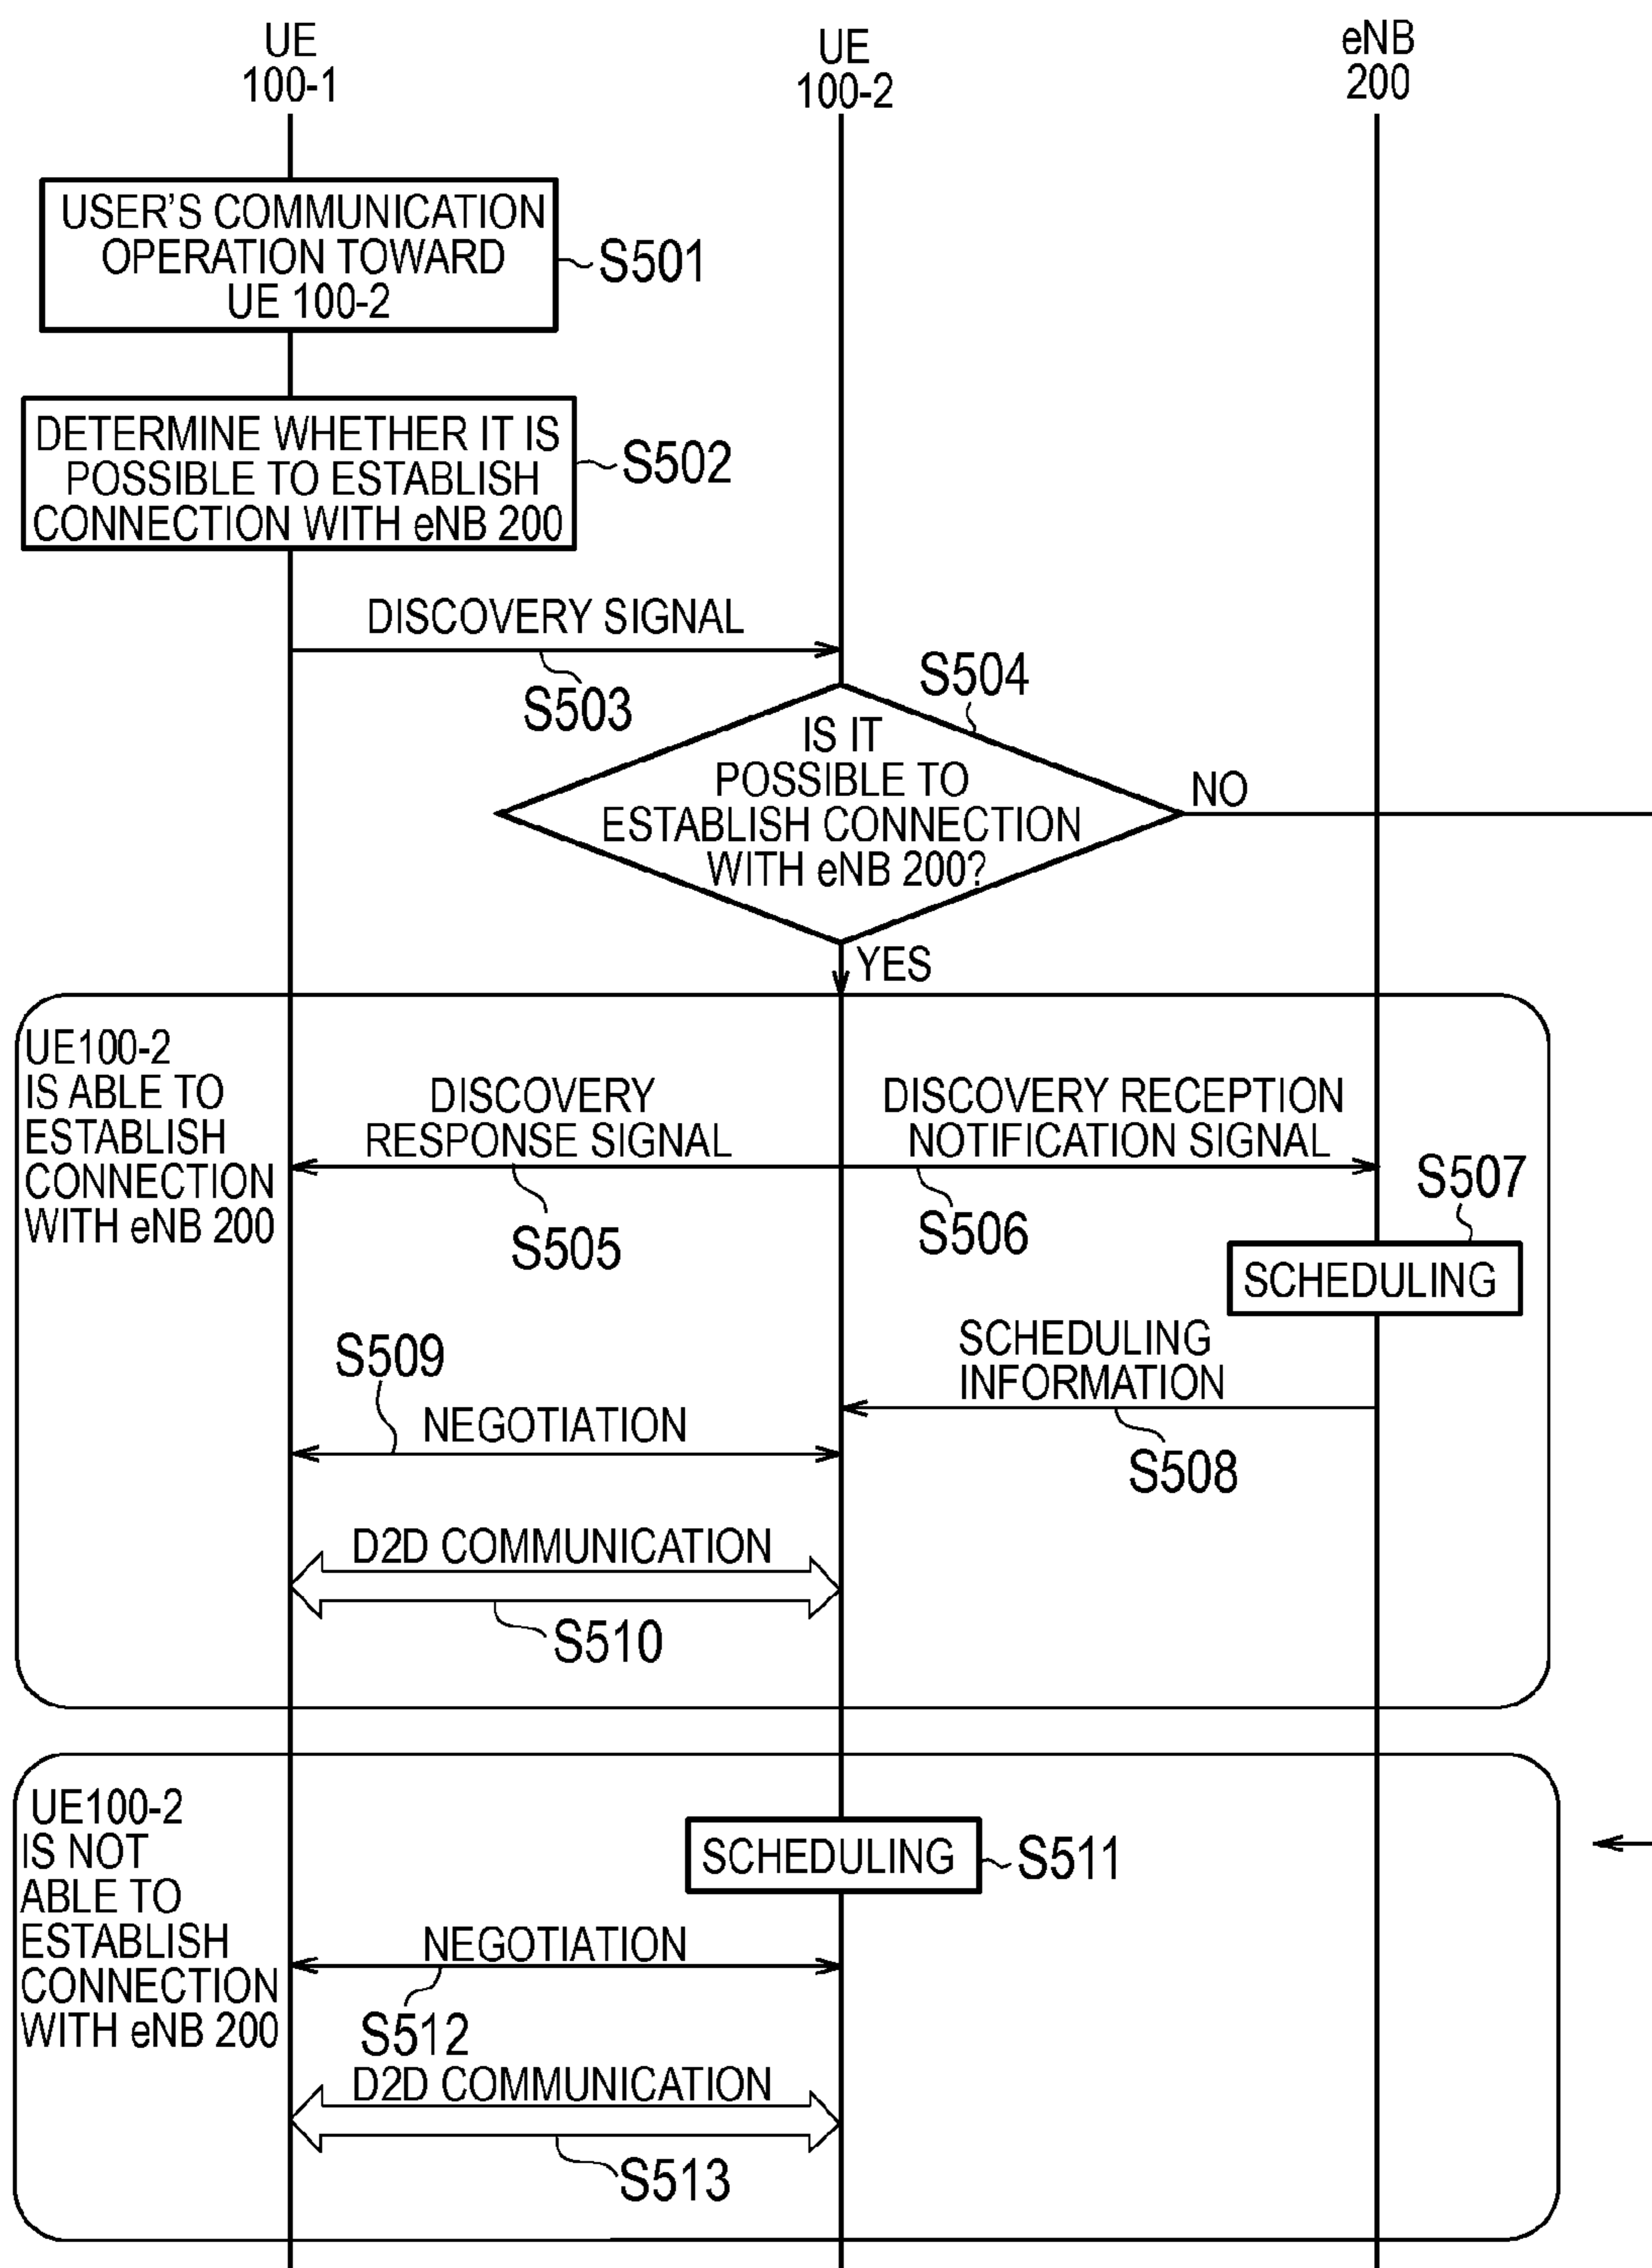 UE
100-1
UE
100-2
eNB
200
USER'S COMMUNICATION
OPERATION TOWARD
UE 100-2
S501
DETERMINE WHETHER IT IS
POSSIBLE TO ESTABLISH
CONNECTION WITH eNB 200
S502
DISCOVERY SIGNAL
S503
S504
IS IT
POSSIBLE TO
ESTABLISH CONNECTION
WITH eNB 200?
NO
YES
UE100-2
IS ABLE TO
ESTABLISH
CONNECTION
WITH eNB 200
DISCOVERY
RESPONSE SIGNAL
S505
DISCOVERY RECEPTION
NOTIFICATION SIGNAL
S506
S507
SCHEDULING
SCHEDULING
INFORMATION
S508
S509
NEGOTIATION
D2D COMMUNICATION
S510
UE100-2
IS NOT
ABLE TO
ESTABLISH
CONNECTION
WITH eNB 200
SCHEDULING
S511
NEGOTIATION
S512
D2D COMMUNICATION
S513